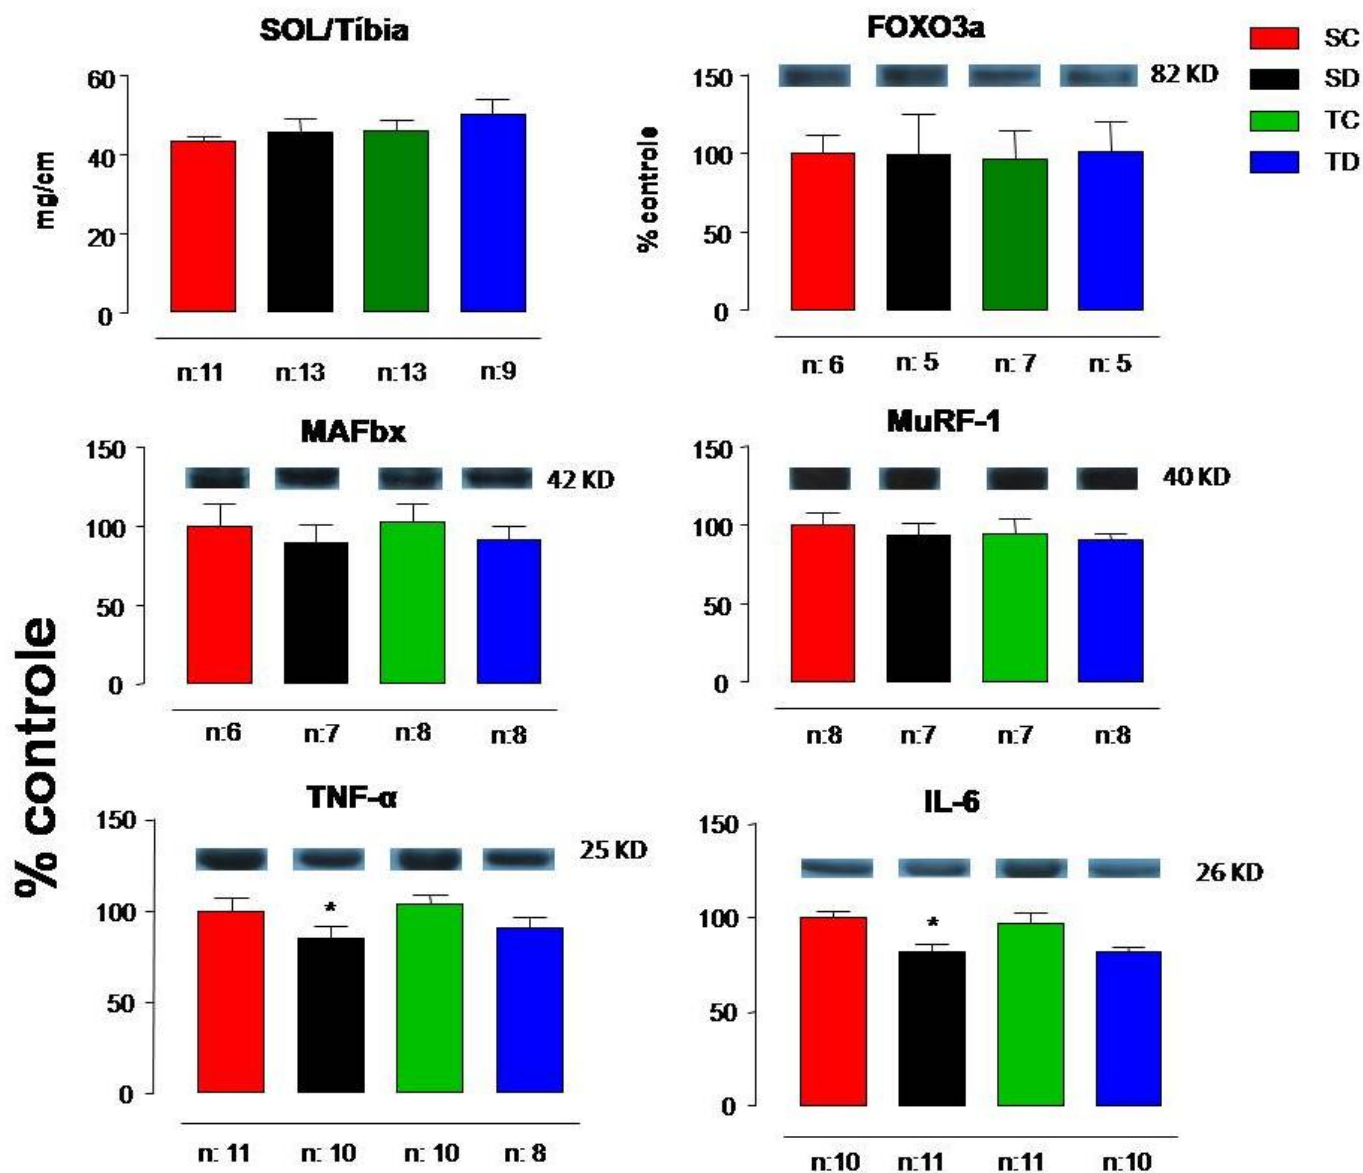 SOL/Tíbia
60
40
20
0
mg/cm
n:11 n:13 n:13 n:9
FOXO3a
150
100
50
0
% controle
82 KD
n: 6 n: 5 n: 7 n: 5
SC
SD
TC
TD
MAFbx
150
100
50
0
42 KD
n:6 n:7 n:8 n:8
MuRF-1
150
100
50
0
40 KD
n:8 n:7 n:7 n:8
% controle
TNF-α
150
100
50
0
25 KD
*
n: 11 n: 10 n: 10 n: 8
IL-6
150
100
50
0
26 KD
*
n:10 n:11 n:11 n:10